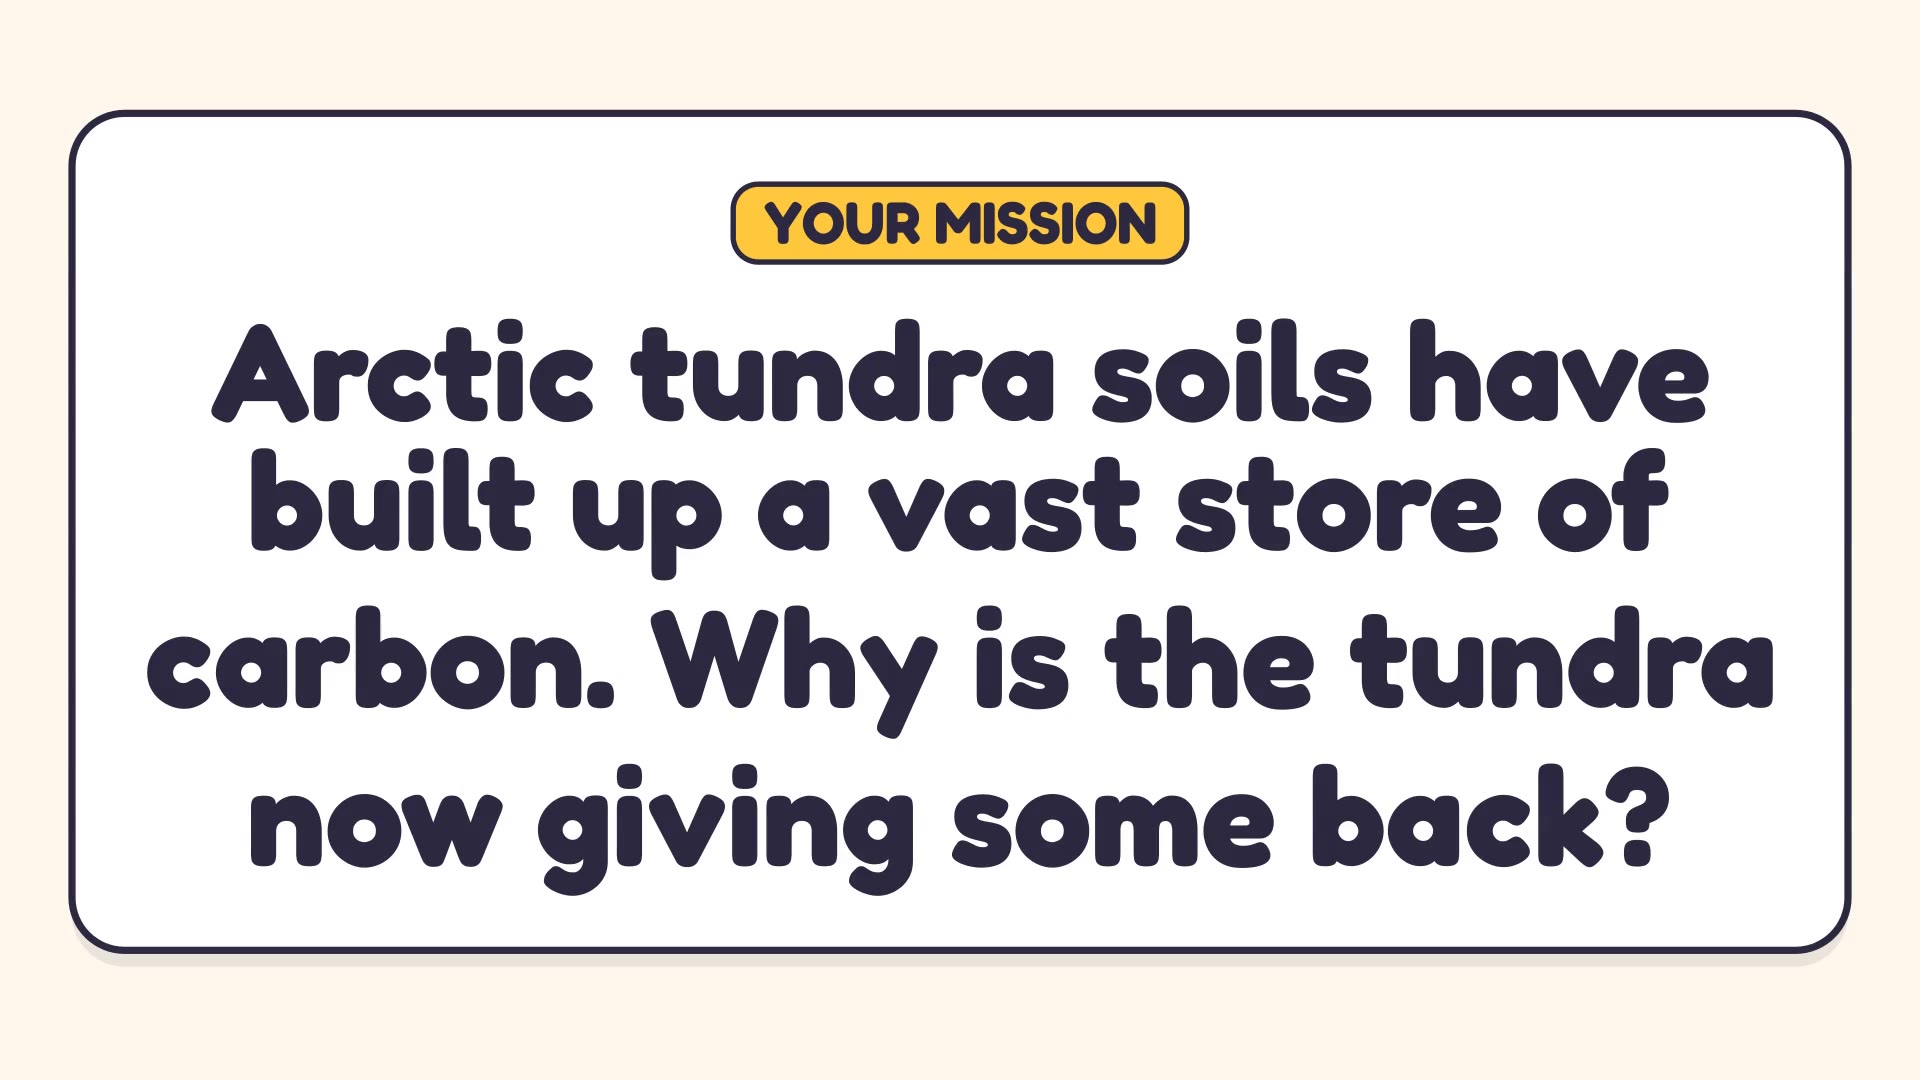 YOUR MISSION
Arctic tundra soils have
built up a vast store of
carbon. Why is the tundra
now giving some back?